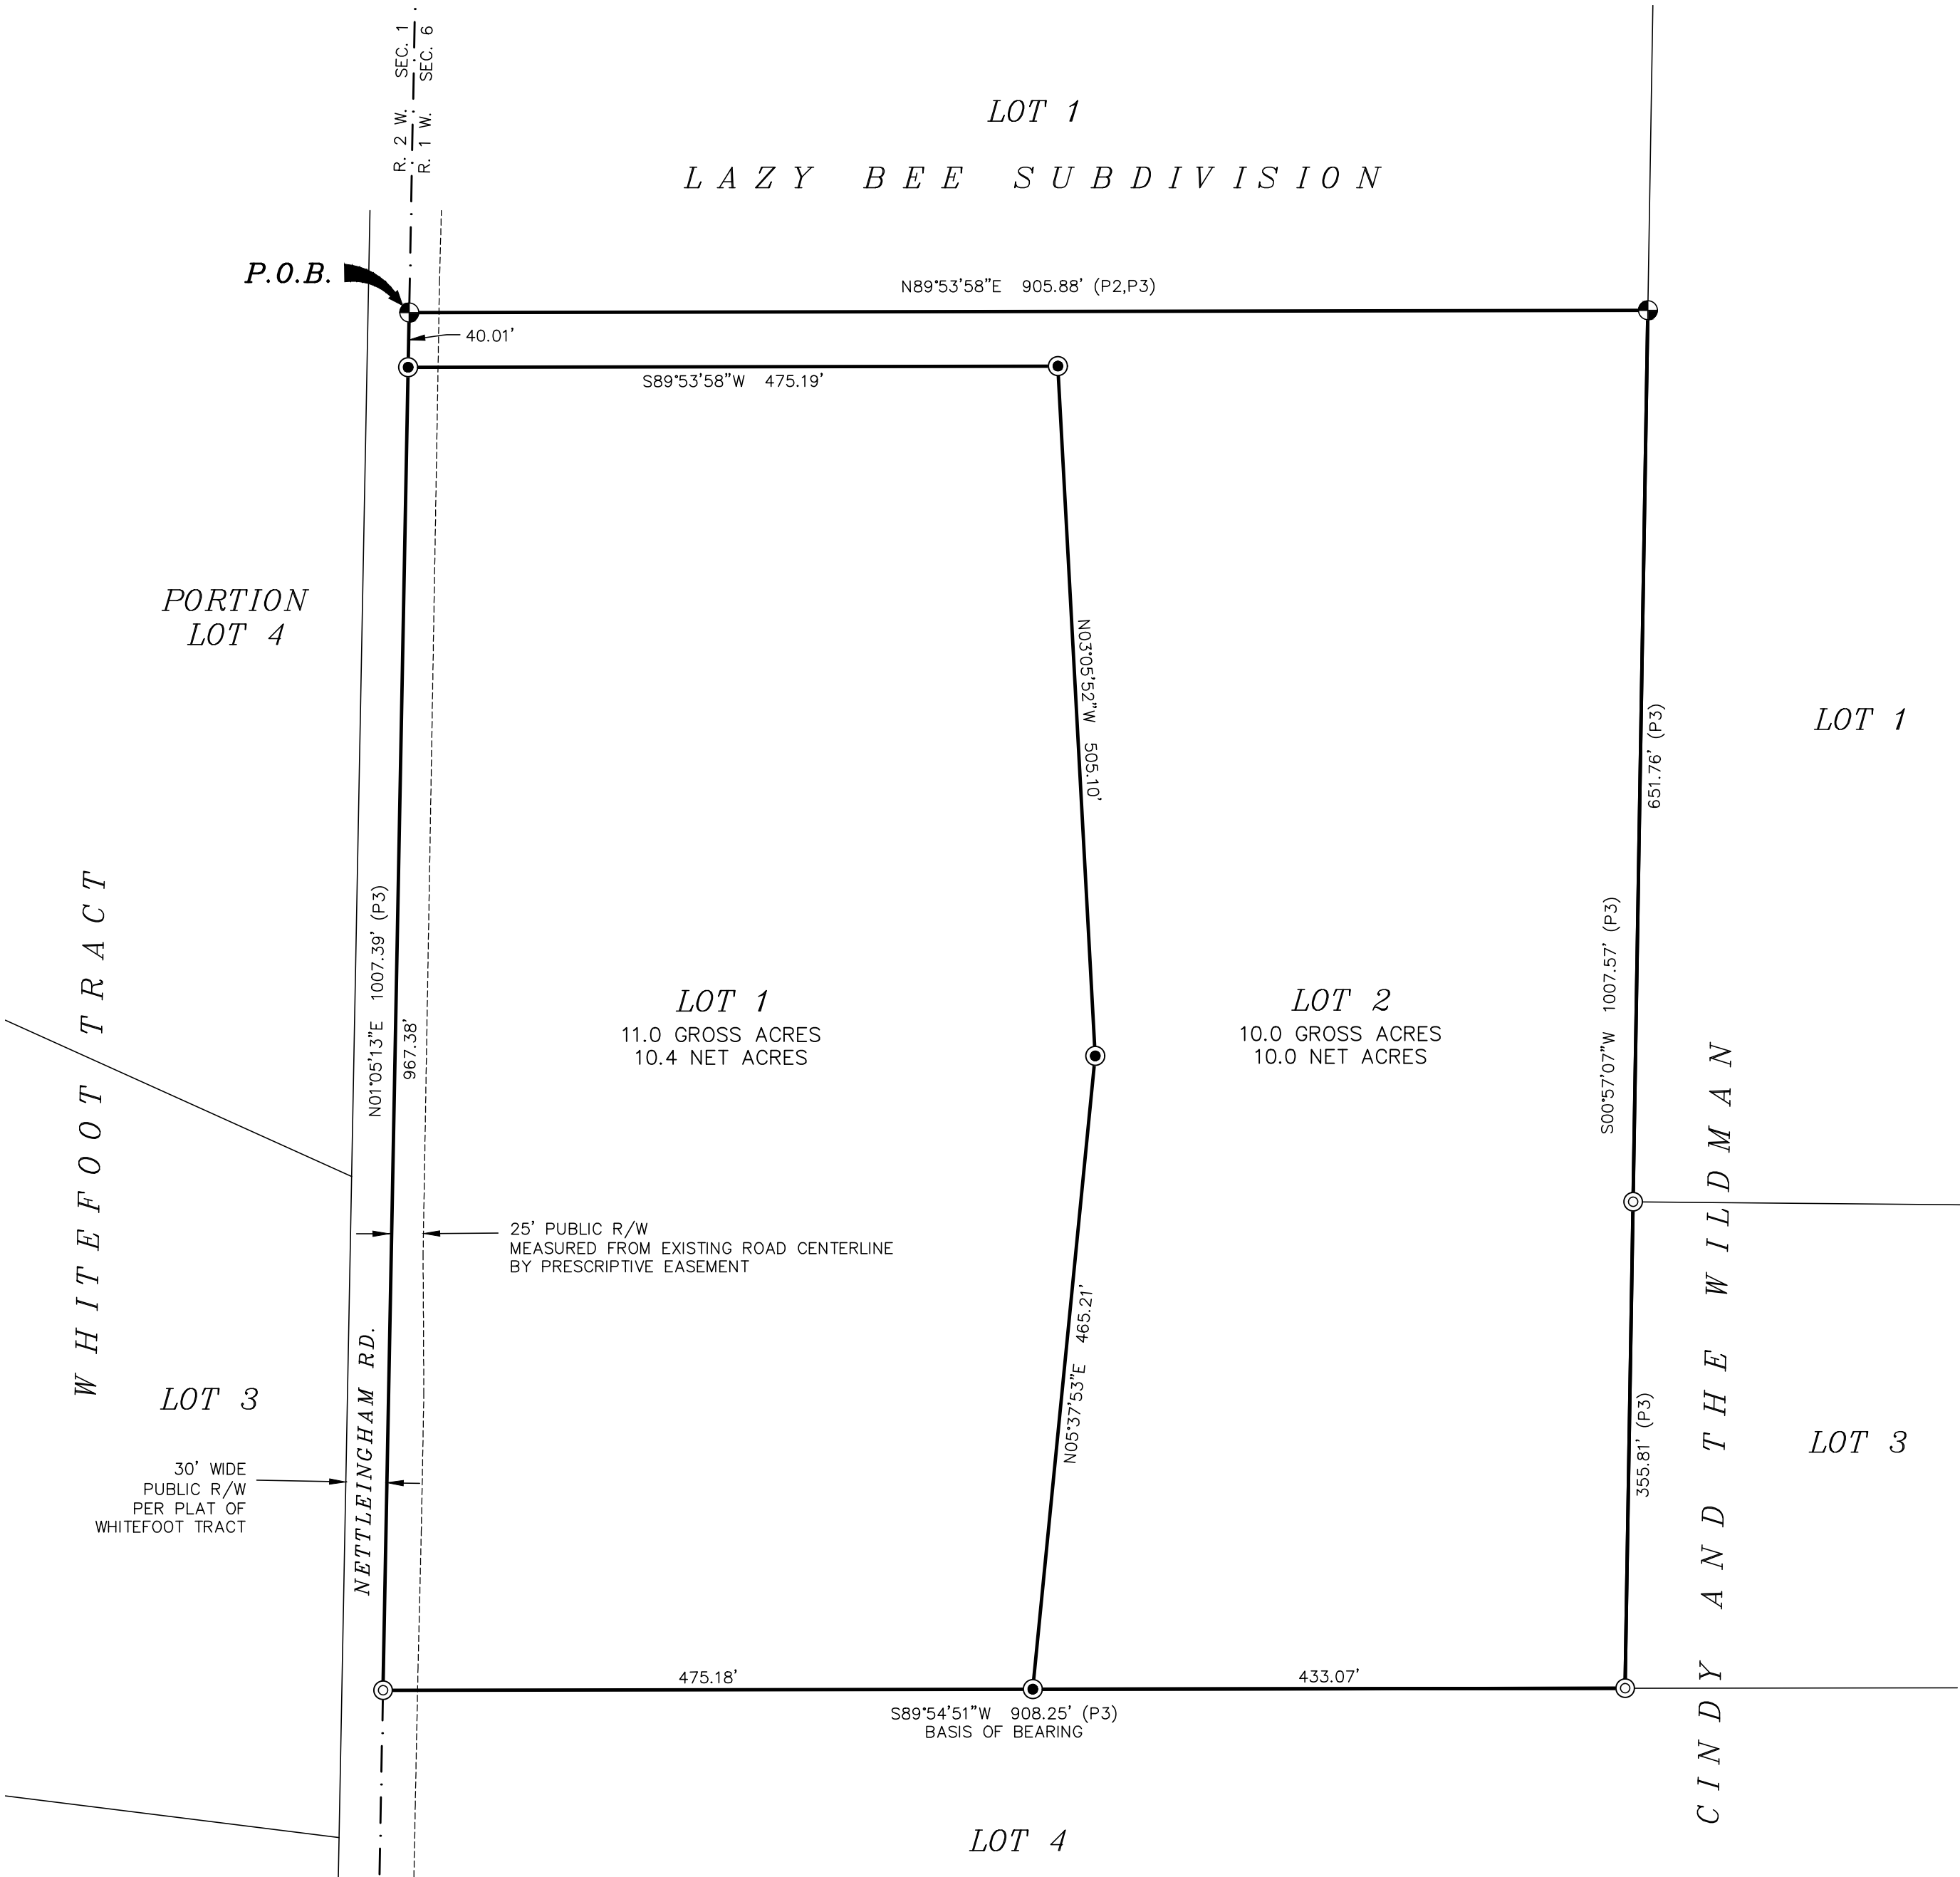 R. 2 W. SEC. 1
R. 1 W. SEC. 6
LOT 1
LAZY BEE SUBDIVISION
P.O.B.
N89°53'58"E 905.88' (P2,P3)
40.01'
S89°53'58"W 475.19'
PORTION
LOT 4
N03°05'52"W 505.10'
651.76' (P3)
LOT 1
WHITEFOOT TRACT
N01°05'13"E 1007.39' (P3)
967.38'
LOT 1
11.0 GROSS ACRES
10.4 NET ACRES
LOT 2
10.0 GROSS ACRES
10.0 NET ACRES
S00°57'07"W 1007.57' (P3)
CINDY AND THE WILDMAN
25' PUBLIC R/W
MEASURED FROM EXISTING ROAD CENTERLINE
BY PRESCRIPTIVE EASEMENT
N05°37'53"E 465.21'
NETTLEINGHAM RD.
LOT 3
30' WIDE
PUBLIC R/W
PER PLAT OF
WHITEFOOT TRACT
355.81' (P3)
LOT 3
475.18'
433.07'
S89°54'51"W 908.25' (P3)
BASIS OF BEARING
LOT 4